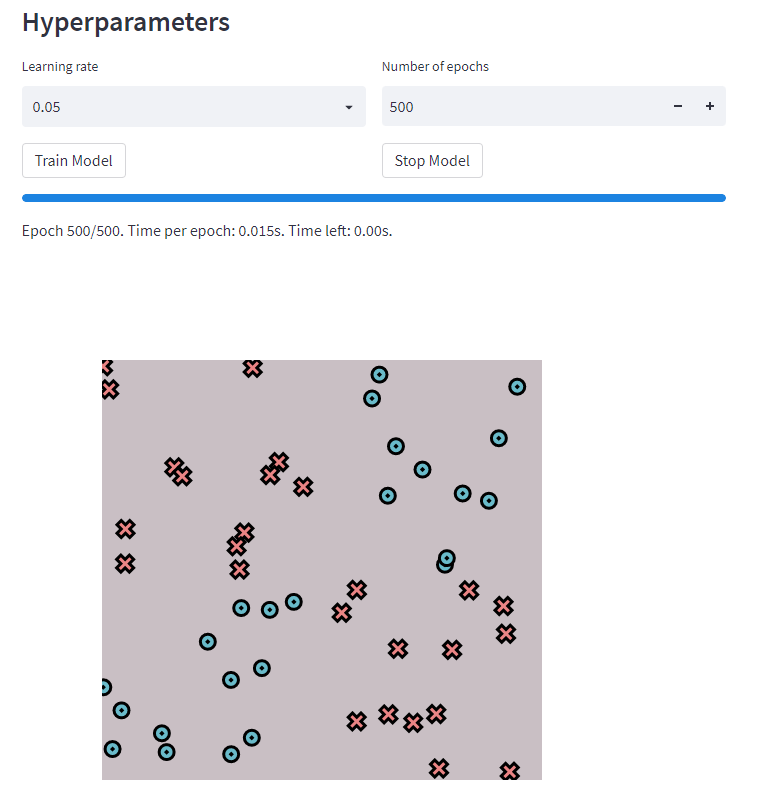 Hyperparameters
Learning rate
Number of epochs
0.05
500
Train Model
Stop Model
Epoch 500/500. Time per epoch: 0.015s. Time left: 0.00s.